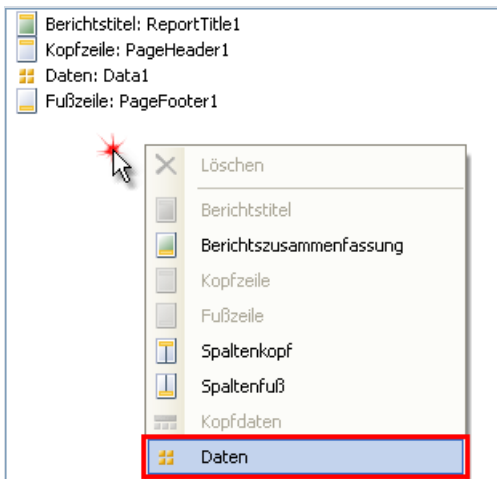 Berichtstitel: ReportTitle1
Kopfzeile: PageHeader1
Daten: Data1
Fußzeile: PageFooter1
Löschen
Berichtstitel
Berichtszusammenfassung
Kopfzeile
Fußzeile
Spaltenkopf
Spaltenfuß
Kopfdaten
Daten